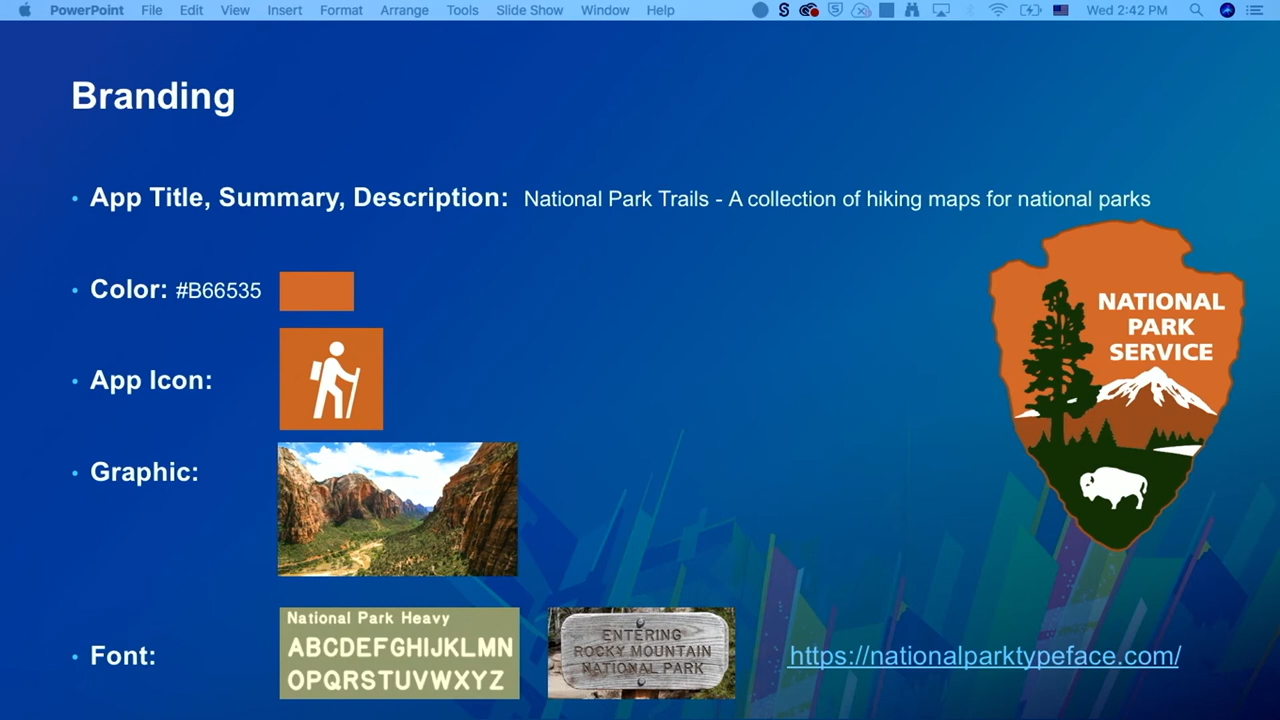 PowerPoint File Edit View Insert Format Arrange Tools Slide Show Window Help Wed 2:42 PM
Branding
• App Title, Summary, Description: National Park Trails - A collection of hiking maps for national parks
• Color: #B66535
• App Icon:
NATIONAL
PARK
SERVICE
• Graphic:
• Font:
National Park Heavy
ABCDEFGHIJKLMN
OPQRSTUVWXYZ
ENTERING
ROCKY MOUNTAIN
NATIONAL PARK
https://nationalparktypeface.com/